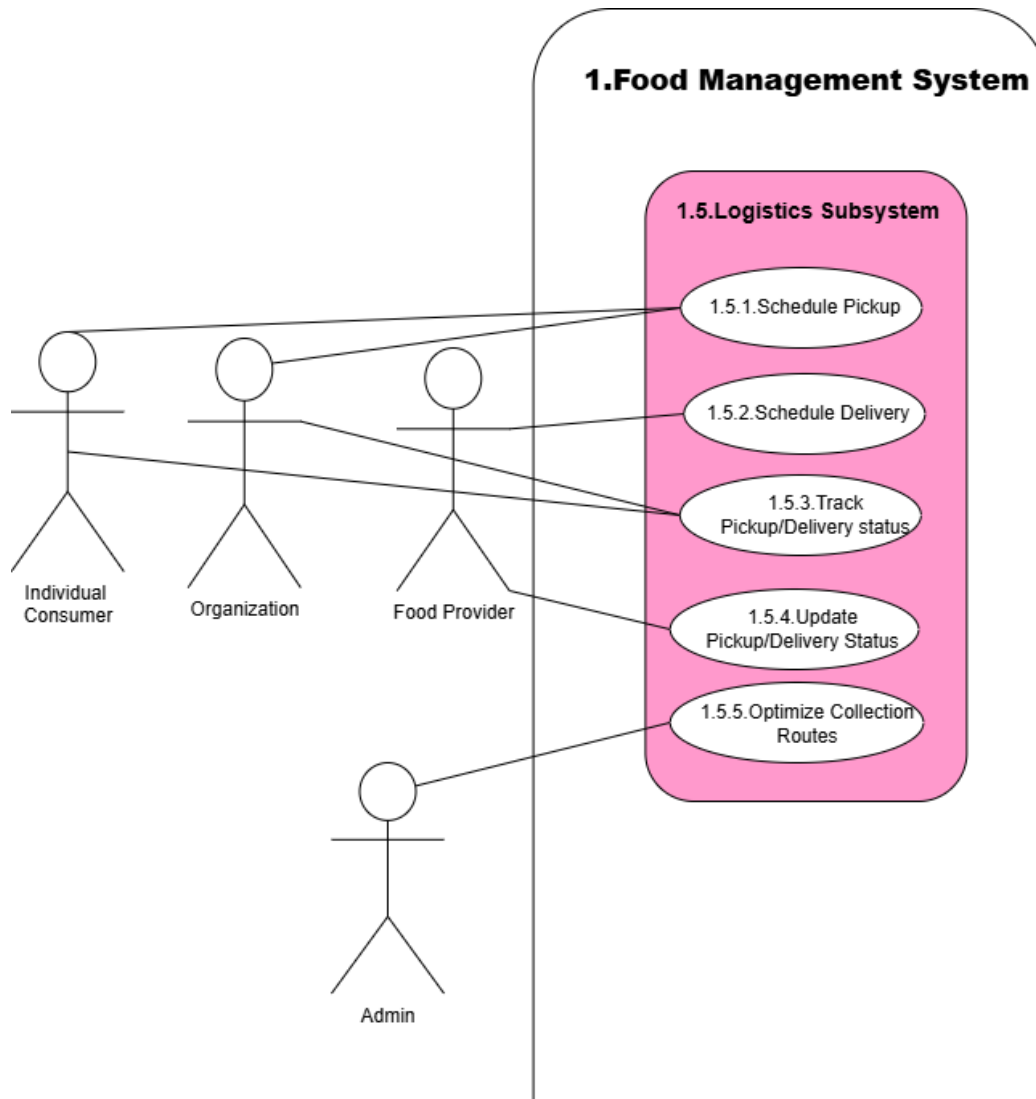 1.Food Management System
1.5.Logistics Subsystem
1.5.1.Schedule Pickup
1.5.2.Schedule Delivery
1.5.3.Track
Pickup/Delivery status
Individual
Consumer
Organization
Food Provider
1.5.4.Update
Pickup/Delivery Status
1.5.5.Optimize Collection
Routes
Admin